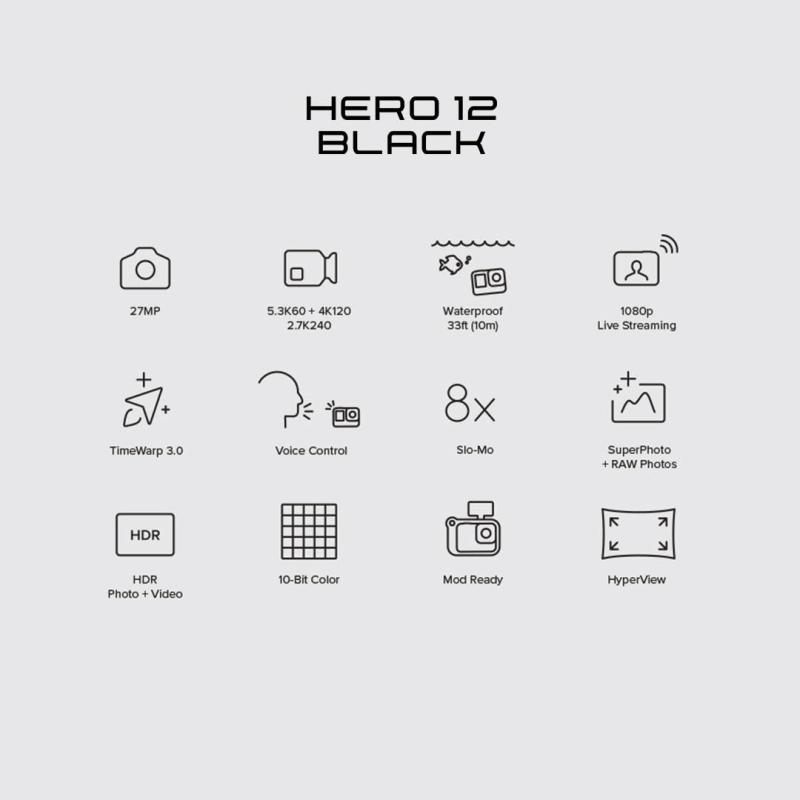 HERO 12
BLACK
27MP
5.3K60 + 4K120
2.7K240
Waterproof
33ft (10m)
1080p
Live Streaming
TimeWarp 3.0
Voice Control
8x
Slo-Mo
SuperPhoto
+ RAW Photos
HDR
HDR
Photo + Video
10-Bit Color
Mod Ready
HyperView